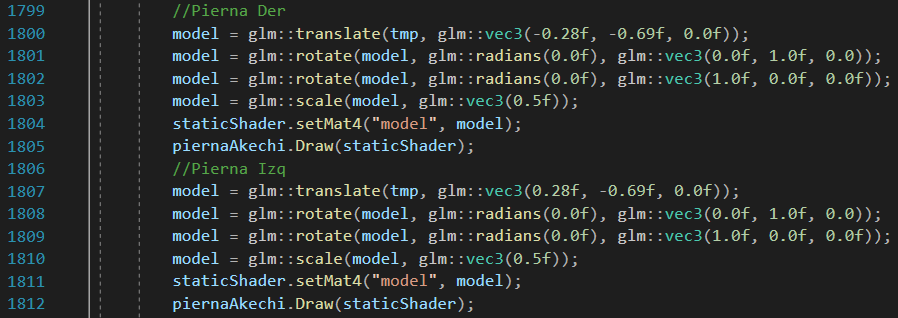 1799 //Pierna Der
1800 model = glm::translate(tmp, glm::vec3(-0.28f, -0.69f, 0.0f));
1801 model = glm::rotate(model, glm::radians(0.0f), glm::vec3(0.0f, 1.0f, 0.0));
1802 model = glm::rotate(model, glm::radians(0.0f), glm::vec3(1.0f, 0.0f, 0.0f));
1803 model = glm::scale(model, glm::vec3(0.5f));
1804 staticShader.setMat4("model", model);
1805 piernaAkechi.Draw(staticShader);
1806 //Pierna Izq
1807 model = glm::translate(tmp, glm::vec3(0.28f, -0.69f, 0.0f));
1808 model = glm::rotate(model, glm::radians(0.0f), glm::vec3(0.0f, 1.0f, 0.0));
1809 model = glm::rotate(model, glm::radians(0.0f), glm::vec3(1.0f, 0.0f, 0.0f));
1810 model = glm::scale(model, glm::vec3(0.5f));
1811 staticShader.setMat4("model", model);
1812 piernaAkechi.Draw(staticShader);